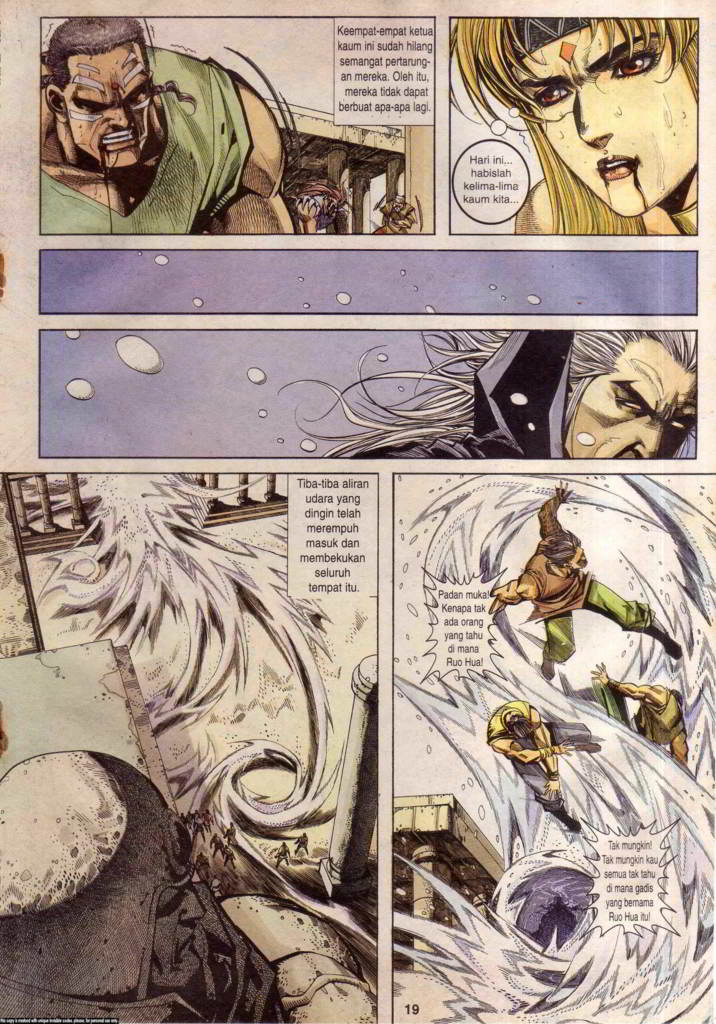 Keempat-empat ketua
kaum ini sudah hilang
semangat pertarung-
an mereka. Oleh itu,
mereka tidak dapat
berbuat apa-apa lagi.
Hari ini...
habislah
kelima-lima
kaum kita...
Tiba-tiba aliran
udara yang
dingin telah
merempuh
masuk dan
membekukan
seluruh
tempat itu.
Padan muka!
Kenapa tak
ada orang
yang tahu
di mana
Ruo Hua!
Tak mungkin!
Tak mungkin kau
semua tak tahu
di mana gadis
yang bernama
Ruo Hua itu!
19